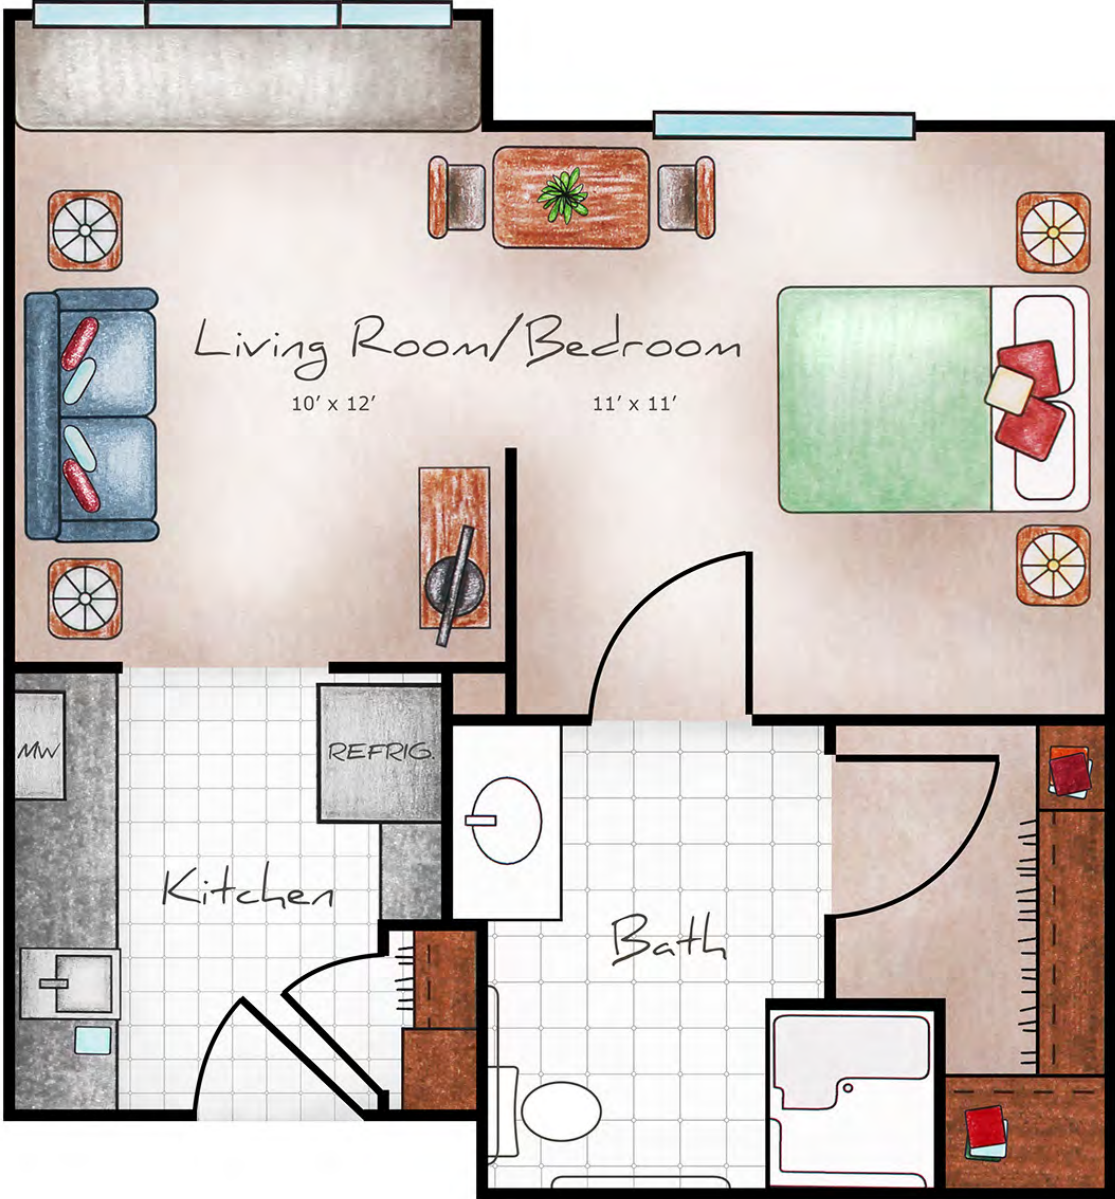 Living Room/Bedroom
10' x 12' 11' x 11'
MW
REFRIG.
Kitchen
Bath